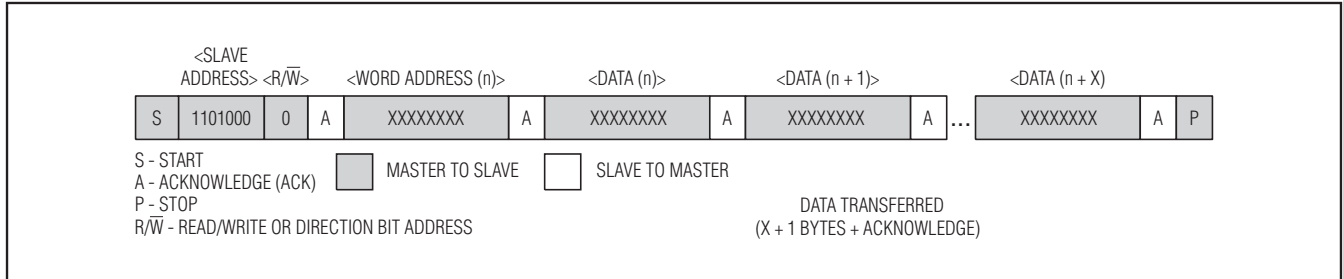 <SLAVE
ADDRESS> <R/W̅> <WORD ADDRESS (n)> <DATA (n)> <DATA (n + 1)> <DATA (n + X)
S 1101000 0 A XXXXXXXX A XXXXXXXX A XXXXXXXX A ... XXXXXXXX A P
S - START
A - ACKNOWLEDGE (ACK)
P - STOP
R/W̅ - READ/WRITE OR DIRECTION BIT ADDRESS
MASTER TO SLAVE SLAVE TO MASTER
DATA TRANSFERRED
(X + 1 BYTES + ACKNOWLEDGE)